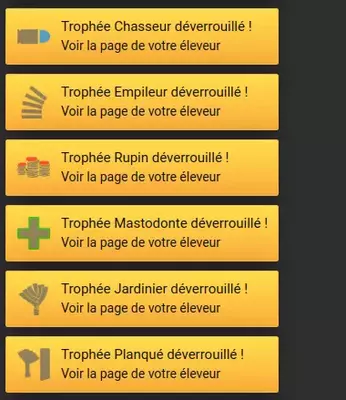 Trophée Chasseur déverrouillé !
Voir la page de votre éleveur
Trophée Empileur déverrouillé !
Voir la page de votre éleveur
Trophée Rupin déverrouillé !
Voir la page de votre éleveur
Trophée Mastodonte déverrouillé !
Voir la page de votre éleveur
Trophée Jardinier déverrouillé !
Voir la page de votre éleveur
Trophée Planqué déverrouillé !
Voir la page de votre éleveur